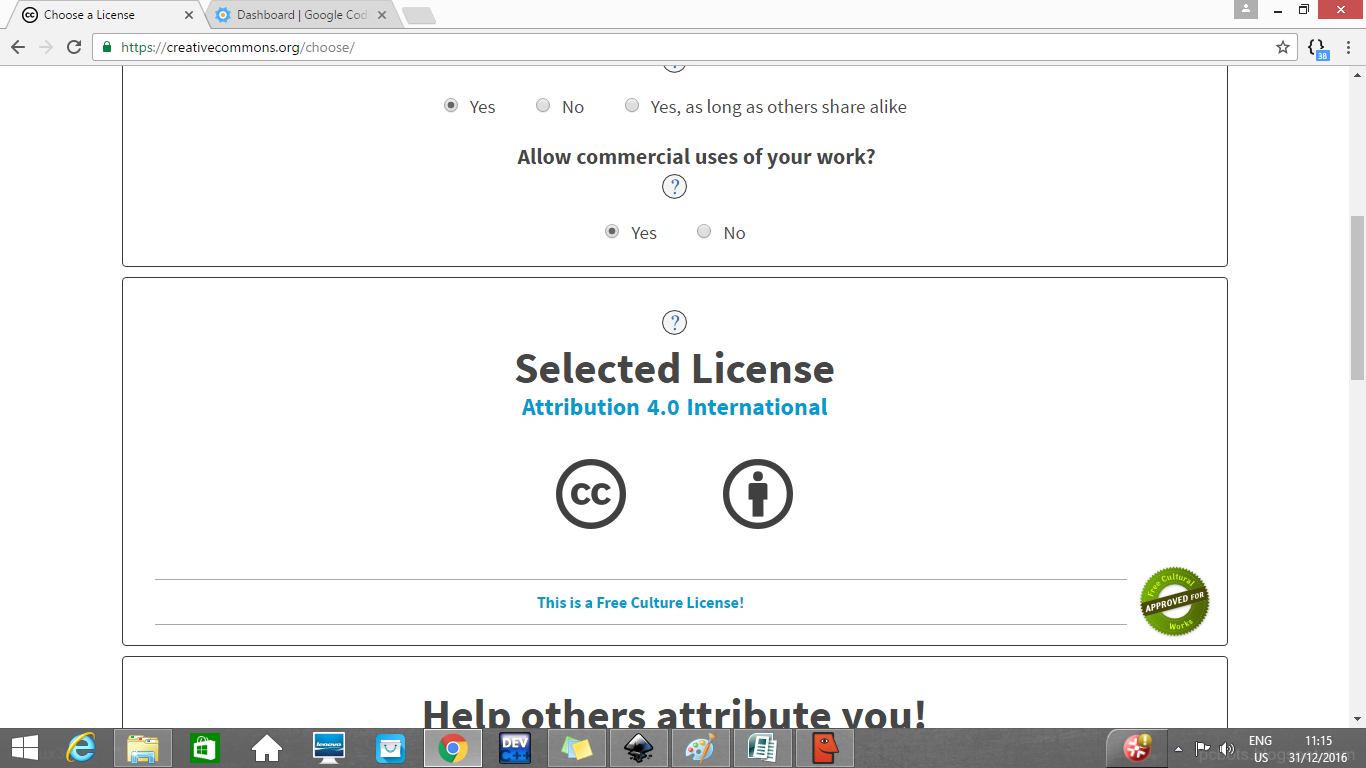 Choose a License
Dashboard | Google Cod
https://creativecommons.org/choose/
38
Yes No Yes, as long as others share alike
Allow commercial uses of your work?
?
Yes No
?
Selected License
Attribution 4.0 International
CC
This is a Free Culture License!
Free Cultural
APPROVED FOR
Works
Help others attribute you!
lenovo
DEV
C++
ENG 11:15
US 31/12/2016